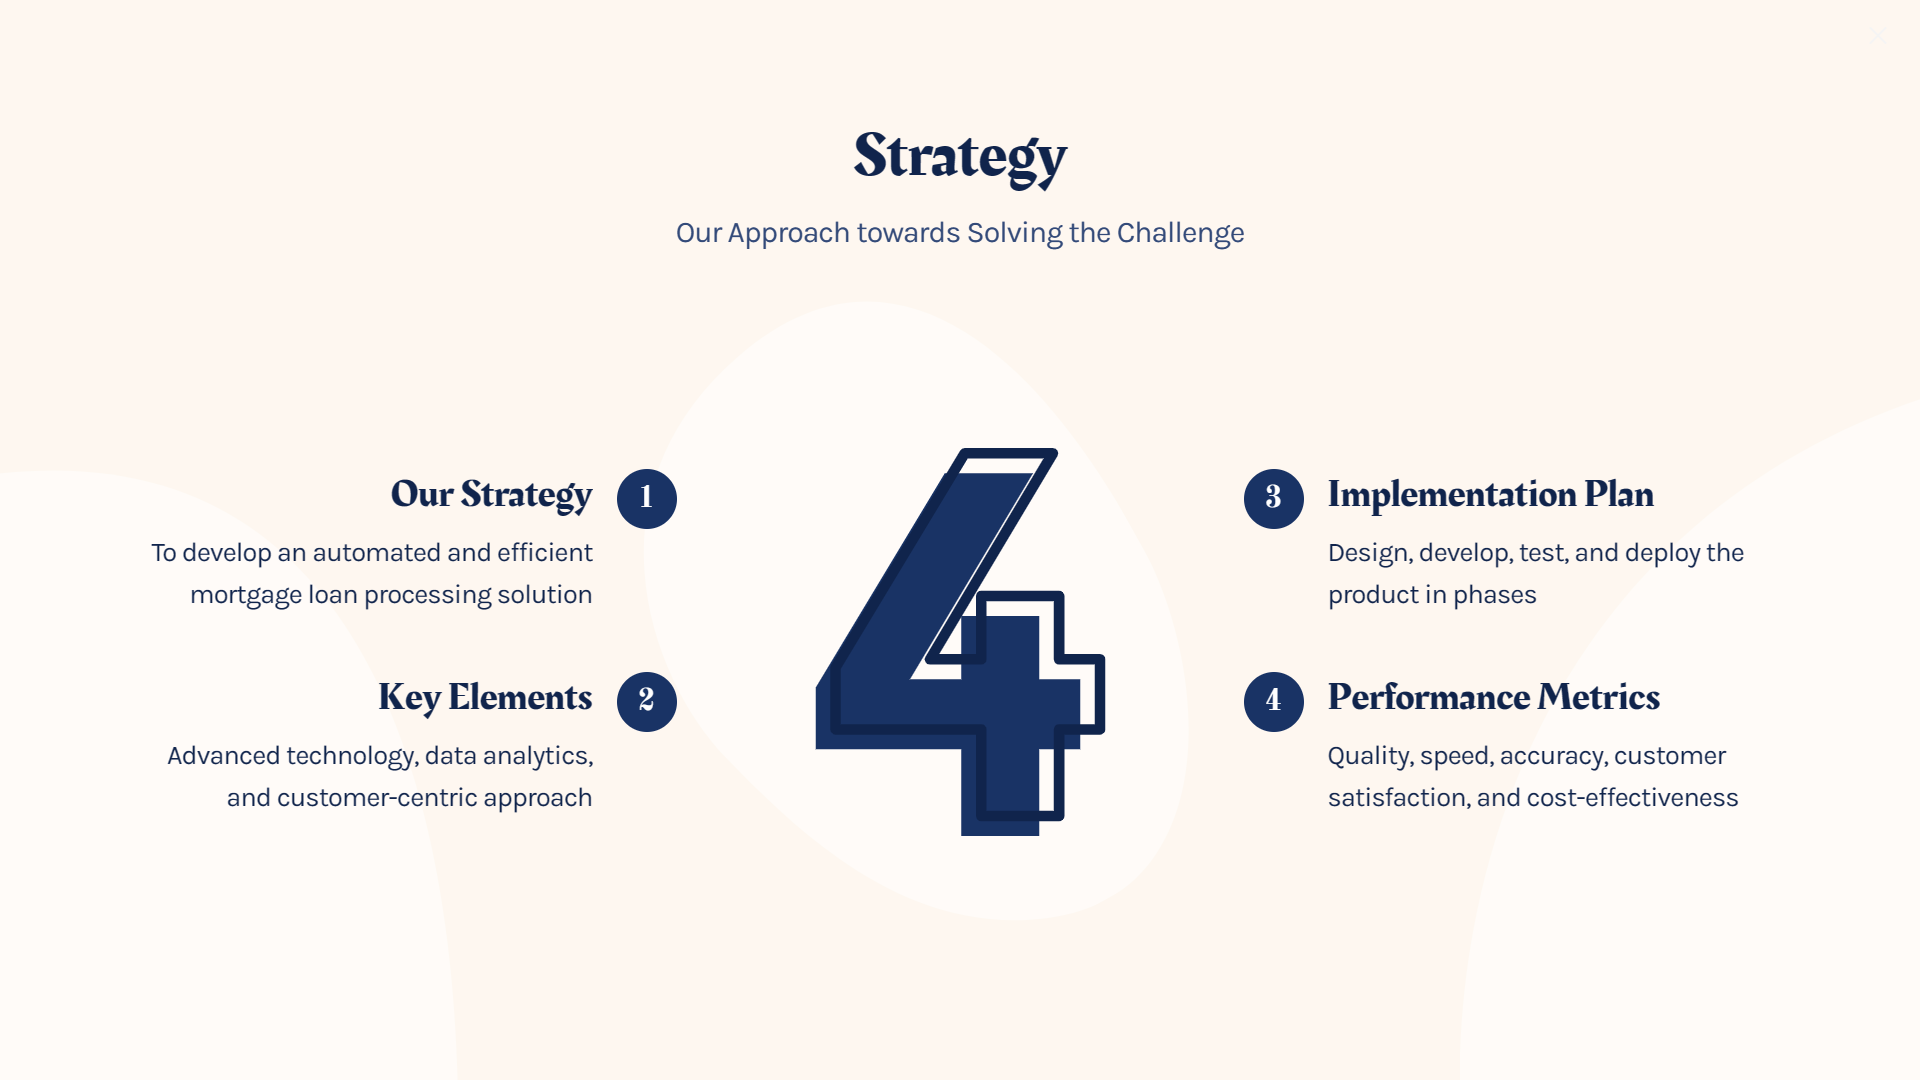 Strategy
Our Approach towards Solving the Challenge
Our Strategy
1
To develop an automated and efficient
mortgage loan processing solution
Key Elements
2
Advanced technology, data analytics,
and customer-centric approach
4
3
Implementation Plan
Design, develop, test, and deploy the
product in phases
4
Performance Metrics
Quality, speed, accuracy, customer
satisfaction, and cost-effectiveness